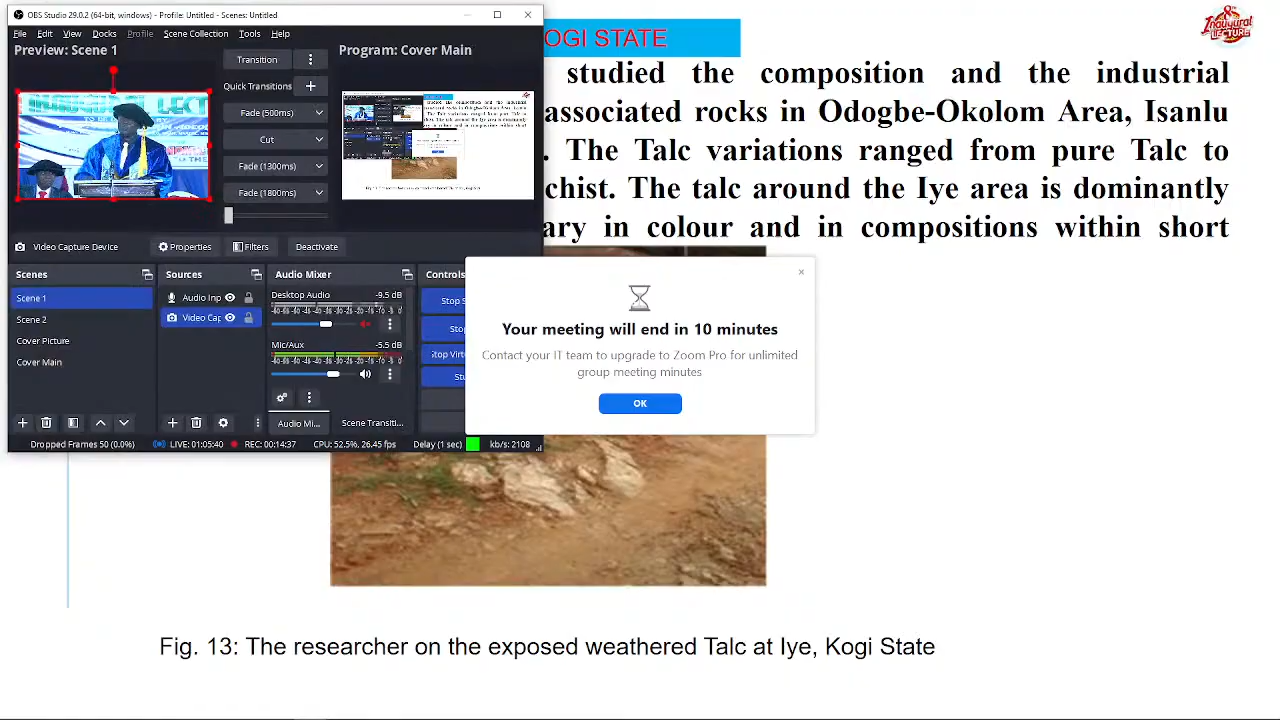 OBS Studio 29.0.2 (64-bit, windows) - Profile: Untitled - Scenes: Untitled
File Edit View Docks Profile Scene Collection Tools Help
Preview: Scene 1
Transition
Quick Transitions
Fade (500ms)
Cut
Fade (1300ms)
Fade (1800ms)
Program: Cover Main
Video Capture Device
Properties
Filters
Deactivate
Scenes
Scene 1
Scene 2
Cover Picture
Cover Main
Sources
Audio Inp
Video Cap
Audio Mixer
Desktop Audio -9.5 dB
Mic/Aux -5.5 dB
Audio Mi...
Scene Transiti...
Controls
Dropped Frames 50 (0.0%) LIVE: 01:05:40 REC: 00:14:37 CPU: 52.5%, 26.45 fps Delay (1 sec) kb/s: 2108
OGI STATE
8th Inaugural LECTURE
studied the composition and the industrial
associated rocks in Odogbe-Okolom Area, Isanlu
. The Talc variations ranged from pure Talc to
chist. The talc around the Iye area is dominantly
ary in colour and in compositions within short
Your meeting will end in 10 minutes
Contact your IT team to upgrade to Zoom Pro for unlimited
group meeting minutes
OK
Fig. 13: The researcher on the exposed weathered Talc at Iye, Kogi State